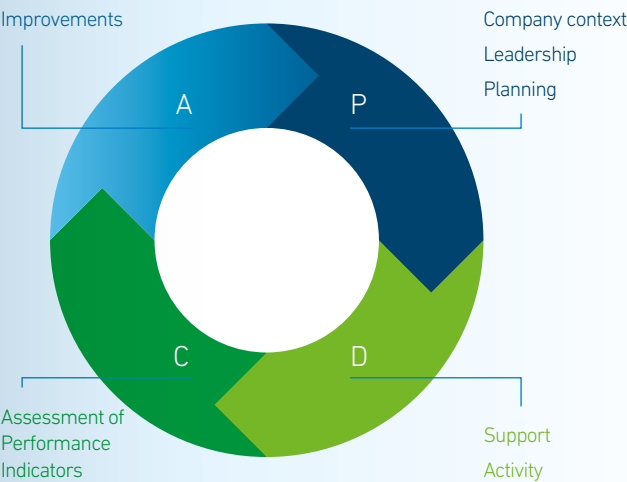 Improvements
Company context
Leadership
Planning
A
P
C
D
Assessment of
Performance
Indicators
Support
Activity